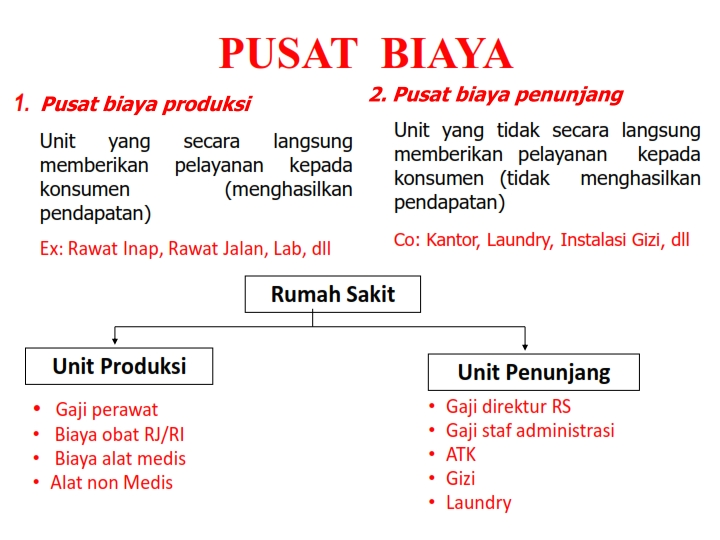 PUSAT BIAYA
1. Pusat biaya produksi
Unit yang secara langsung
memberikan pelayanan kepada
konsumen (menghasilkan
pendapatan)
Ex: Rawat Inap, Rawat Jalan, Lab, dll
2. Pusat biaya penunjang
Unit yang tidak secara langsung
memberikan pelayanan kepada
konsumen (tidak menghasilkan
pendapatan)
Co: Kantor, Laundry, Instalasi Gizi, dll
Rumah Sakit
Unit Produksi
• Gaji perawat
• Biaya obat RJ/RI
• Biaya alat medis
• Alat non Medis
Unit Penunjang
• Gaji direktur RS
• Gaji staf administrasi
• ATK
• Gizi
• Laundry